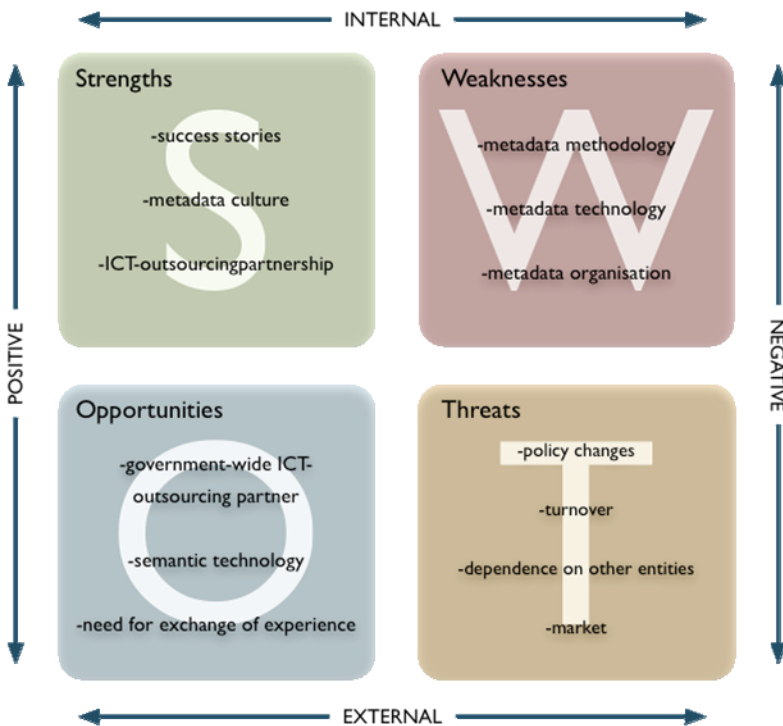 INTERNAL
POSITIVE
NEGATIVE
Strengths
S
-success stories
-metadata culture
-ICT-outsourcingpartnership
Weaknesses
W
-metadata methodology
-metadata technology
-metadata organisation
Opportunities
O
-government-wide ICT-
outsourcing partner
-semantic technology
-need for exchange of experience
Threats
T
-policy changes
-turnover
-dependence on other entities
-market
EXTERNAL